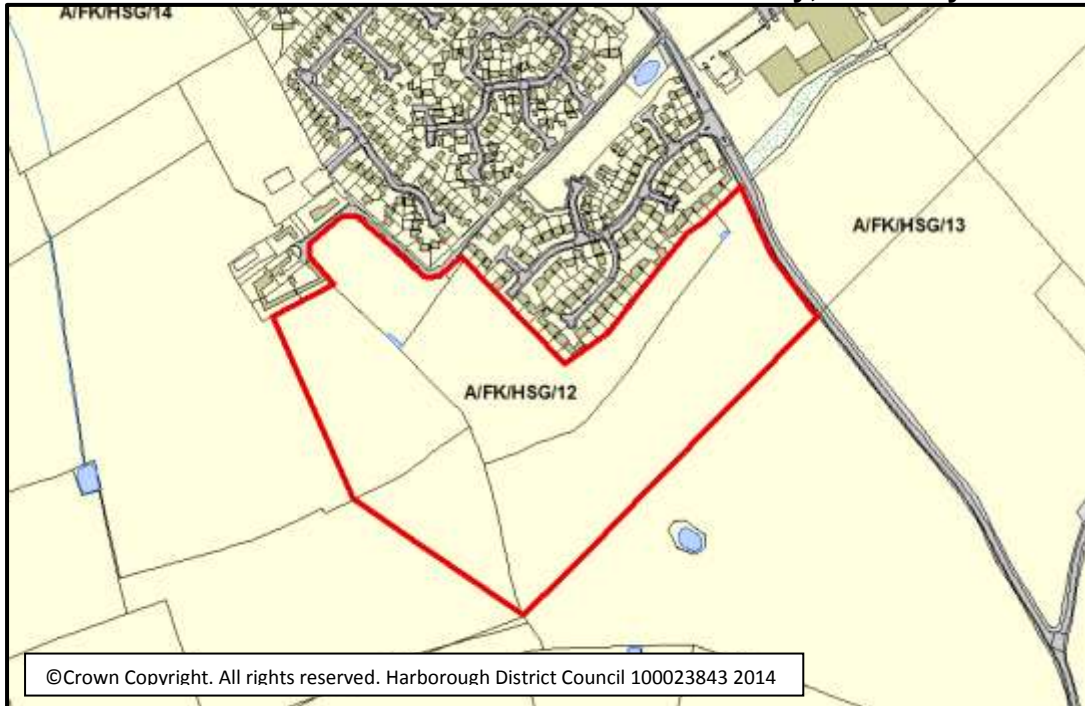 A/FK/HSG/14
A/FK/HSG/13
A/FK/HSG/12
©Crown Copyright. All rights reserved. Harborough District Council 100023843 2014